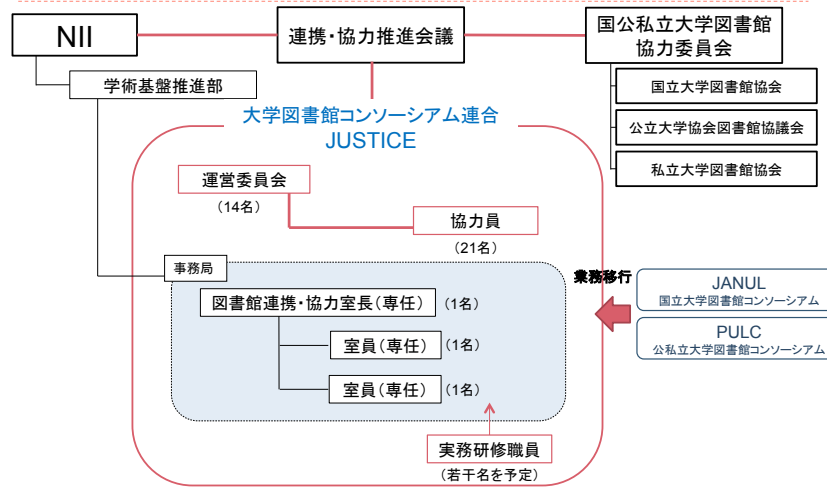 NII
連携・協力推進会議
国公私立大学図書館
協力委員会
学術基盤推進部
国立大学図書館協会
公立大学協会図書館協議会
私立大学図書館協会
大学図書館コンソーシアム連合
JUSTICE
運営委員会
(14名)
協力員
(21名)
事務局
図書館連携・協力室長(専任)
(1名)
室員(専任)
(1名)
室員(専任)
(1名)
業務移行
JANUL
国立大学図書館コンソーシアム
PULC
公私立大学図書館コンソーシアム
実務研修職員
(若干名を予定)